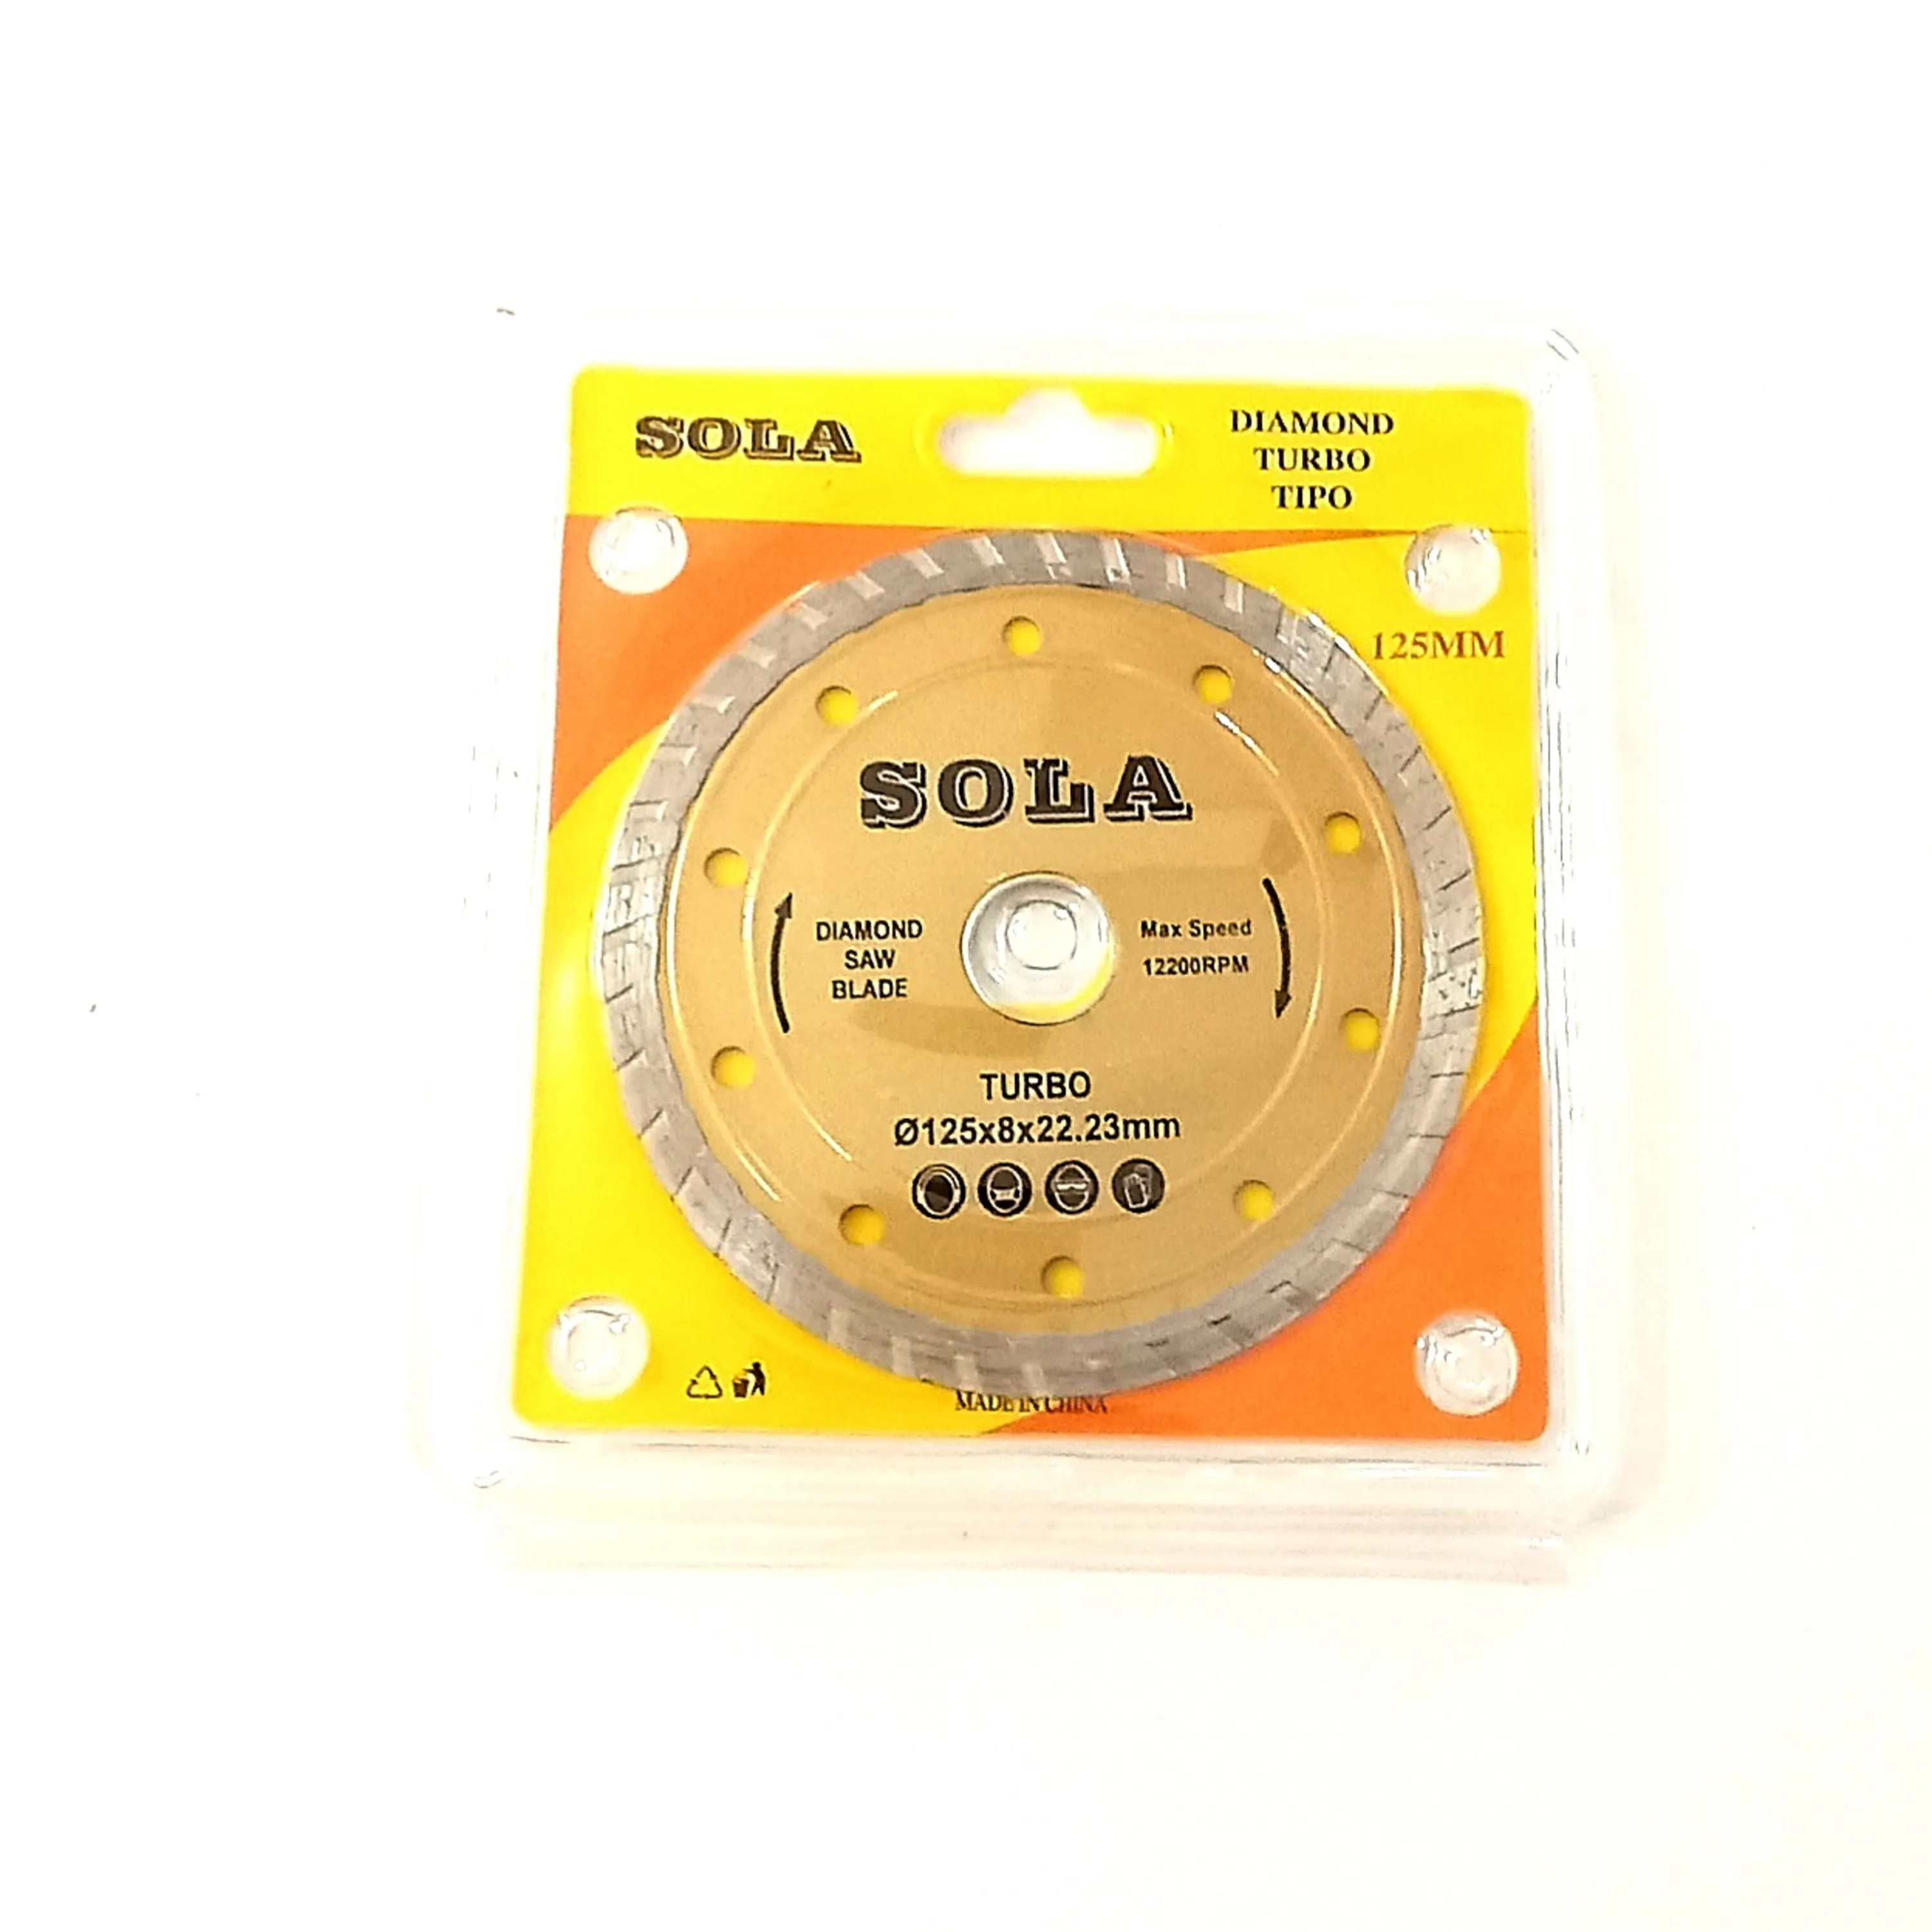 SOLA
DIAMOND
TURBO
TIPO
125MM
SOLA
DIAMOND
SAW
BLADE
Max Speed
12200RPM
TURBO
Ø125x8x22.23mm
MADE IN CHINA